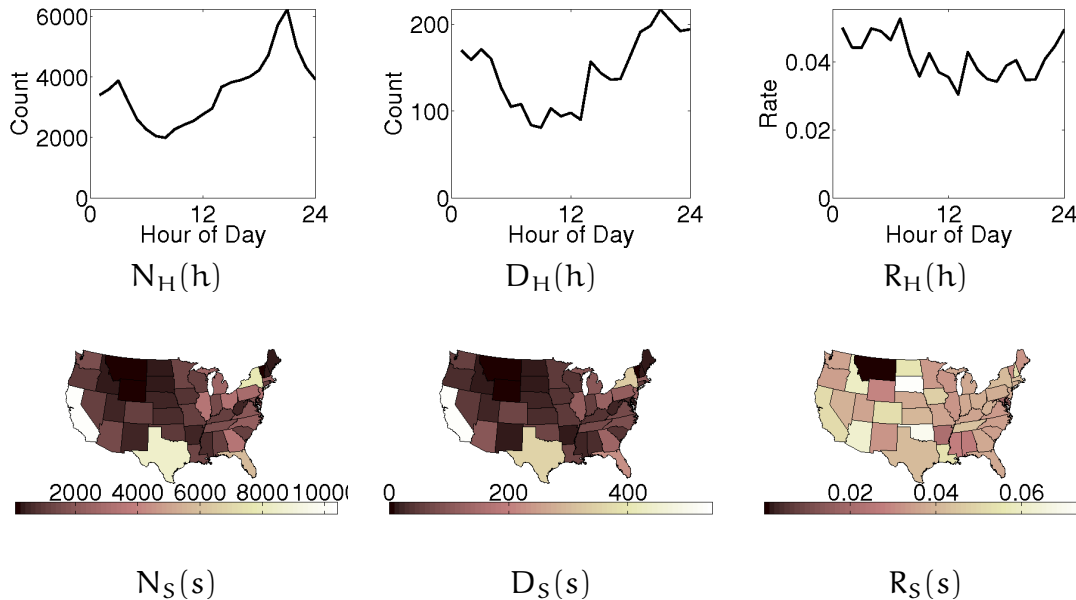 6000
4000
2000
0
Count
0 12 24
Hour of Day
N_H(h)
200
100
0
Count
0 12 24
Hour of Day
D_H(h)
0.04
0.02
0
Rate
0 12 24
Hour of Day
R_H(h)
2000 4000 6000 8000 1000
N_S(s)
0 200 400
D_S(s)
0.02 0.04 0.06
R_S(s)